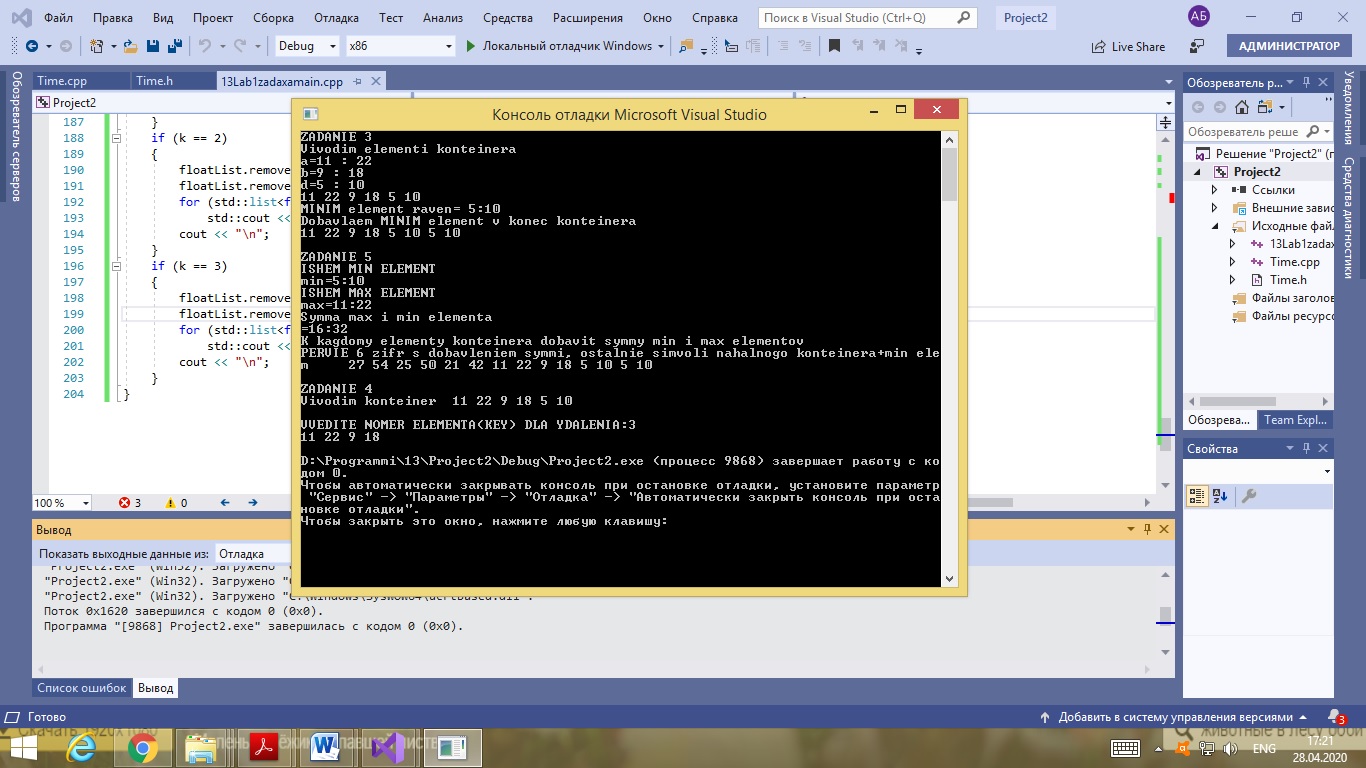 Файл Правка Вид Проект Сборка Отладка Тест Анализ Средства Расширения Окно Справка Поиск в Visual Studio (Ctrl+Q) Project2 АБ
Debug x86 Локальный отладчик Windows Live Share АДМИНИСТРАТОР
Обозреватель серверов
Time.cpp Time.h 13Lab1zadaxamain.cpp
Project2
187 }
188 if (k == 2)
189 {
190 floatList.remove
191 floatList.remove
192 for (std::list<f
193 std::cout <<
194 cout << "\n";
195 }
196 if (k == 3)
197 {
198 floatList.remove
199 floatList.remove
200 for (std::list<f
201 std::cout <<
202 cout << "\n";
203 }
204 }
100 % 3 0
Консоль отладки Microsoft Visual Studio
ZADANIE 3
Vivodim elementi konteinera
a=11 : 22
b=9 : 18
d=5 : 10
11 22 9 18 5 10
MINIM element raven= 5:10
Dobavlaem MINIM element v konec konteinera
11 22 9 18 5 10 5 10
ZADANIE 5
ISHEM MIN ELEMENT
min=5:10
ISHEM MAX ELEMENT
max=11:22
Symma max i min elementa
=16:32
K kagdomy elementy konteinera dobavit symmy min i max elementov
PERVIE 6 zifr s dobavleniem symmi, ostalnie simvoli nahalnogo konteinera+min ele
m 27 54 25 50 21 42 11 22 9 18 5 10 5 10
ZADANIE 4
Vivodim konteiner 11 22 9 18 5 10
VVEDITE NOMER ELEMENTA(KEY) DLA YDALENIA:3
11 22 9 18
D:\Programmi\13\Project2\Debug\Project2.exe (процесс 9868) завершает работу с ко
дом 0.
Чтобы автоматически закрывать консоль при остановке отладки, установите параметр
"Сервис" -> "Параметры" -> "Отладка" -> "Автоматически закрыть консоль при оста
новке отладки".
Чтобы закрыть это окно, нажмите любую клавишу:
Обозреватель р...
Обозреватель реше
Решение "Project2" (п
Project2
Ссылки
Внешние завис
Исходные файл
13Lab1zadax
Time.cpp
Time.h
Файлы заголов
Файлы ресурсо
Обозрева... Team Expl...
Свойства
Уведомления
Средства диагностики
Вывод
Показать выходные данные из: Отладка
"Project2.exe" (Win32). Загружено
"Project2.exe" (Win32). Загружено
"Project2.exe" (Win32). Загружено "C:\Windows\SysWOW64\ucrtbased.dll".
Поток 0x1620 завершился с кодом 0 (0x0).
Программа "[9868] Project2.exe" завершилась с кодом 0 (0x0).
Список ошибок Вывод
Готово Добавить в систему управления версиями 3
ENG 17:21
28.04.2020